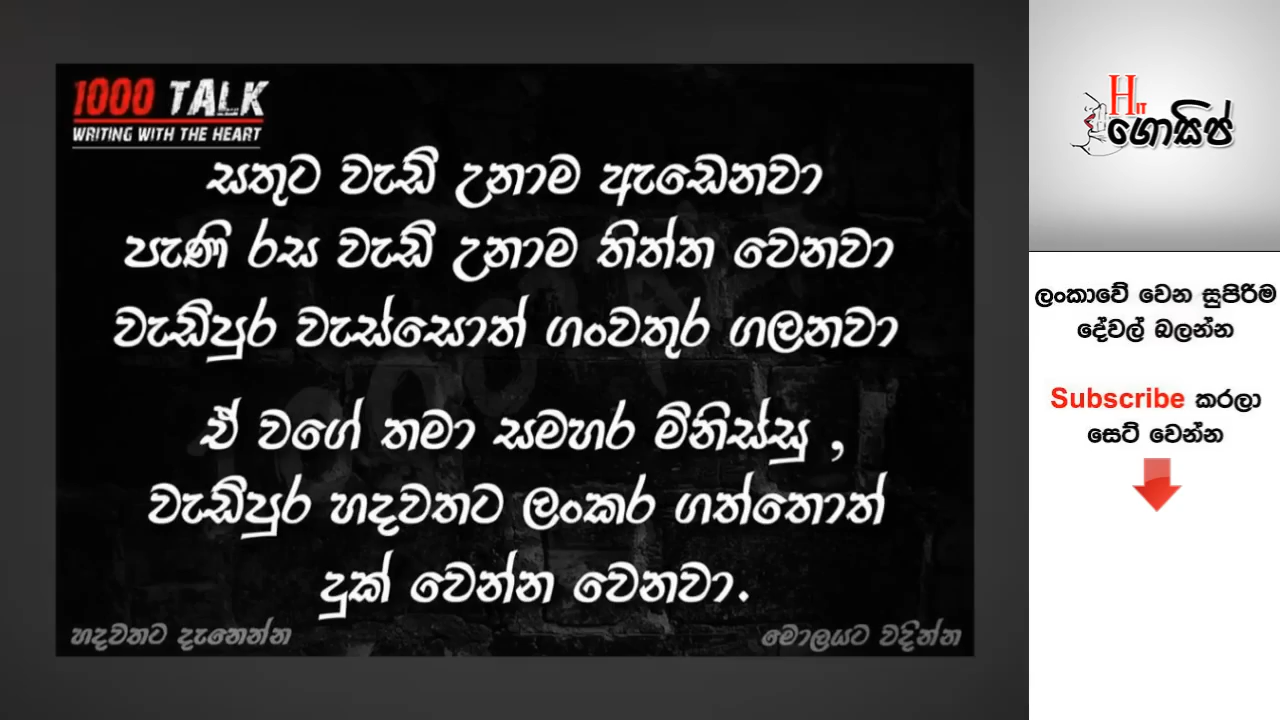 1000 TALK
WRITING WITH THE HEART
සතුට වැඩි උනාම ඇඬෙනවා
පැණි රස වැඩි උනාම තිත්ත වෙනවා
වැඩිපුර වැස්සොත් ගංවතුර ගලනවා
ඒ වගේ තමා සමහර මිනිස්සු ,
වැඩිපුර හදවතට ලංකර ගත්තොත්
දුක් වෙන්න වෙනවා.
හදවතට දැනෙන්න
මොලයට වදින්න
HIT
ගොසිප්
ලංකාවේ වෙන සුපිරිම
දේවල් බලන්න
Subscribe කරලා
සෙට් වෙන්න